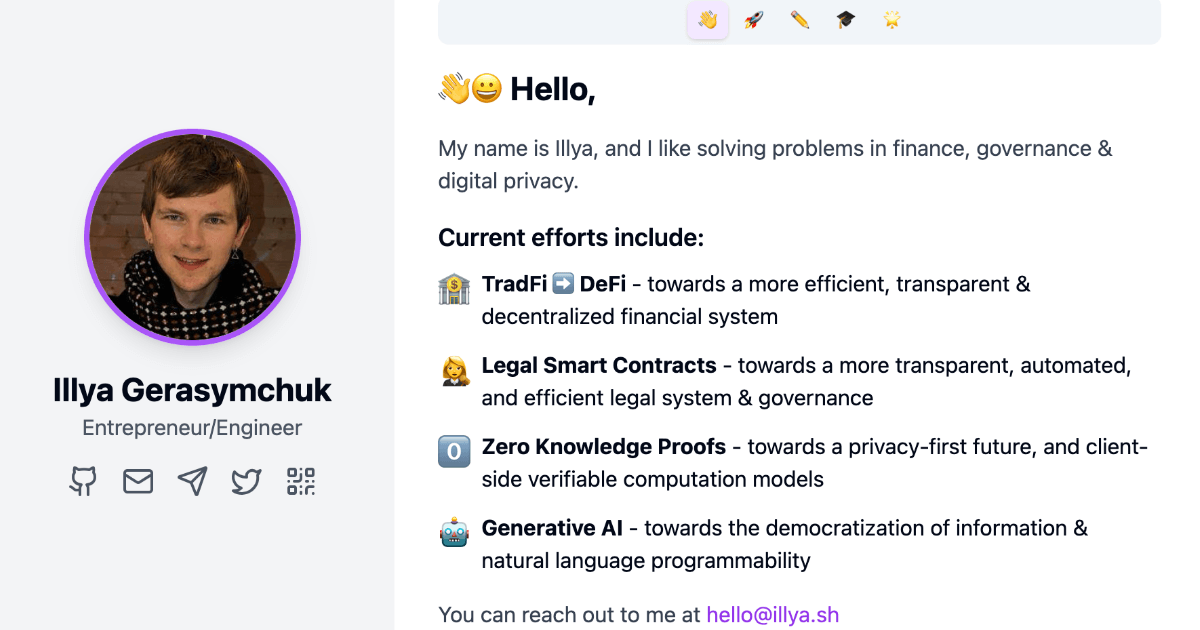 👋 🚀 ✏️ 🎓 🌟
👋😀 Hello,
My name is Illya, and I like solving problems in finance, governance &
digital privacy.
Current efforts include:
🏦 TradFi ➡️ DeFi - towards a more efficient, transparent &
decentralized financial system
👩‍💼 Legal Smart Contracts - towards a more transparent, automated,
and efficient legal system & governance
0️⃣ Zero Knowledge Proofs - towards a privacy-first future, and client-
side verifiable computation models
🤖 Generative AI - towards the democratization of information &
natural language programmability
You can reach out to me at hello@illya.sh
Illya Gerasymchuk
Entrepreneur/Engineer